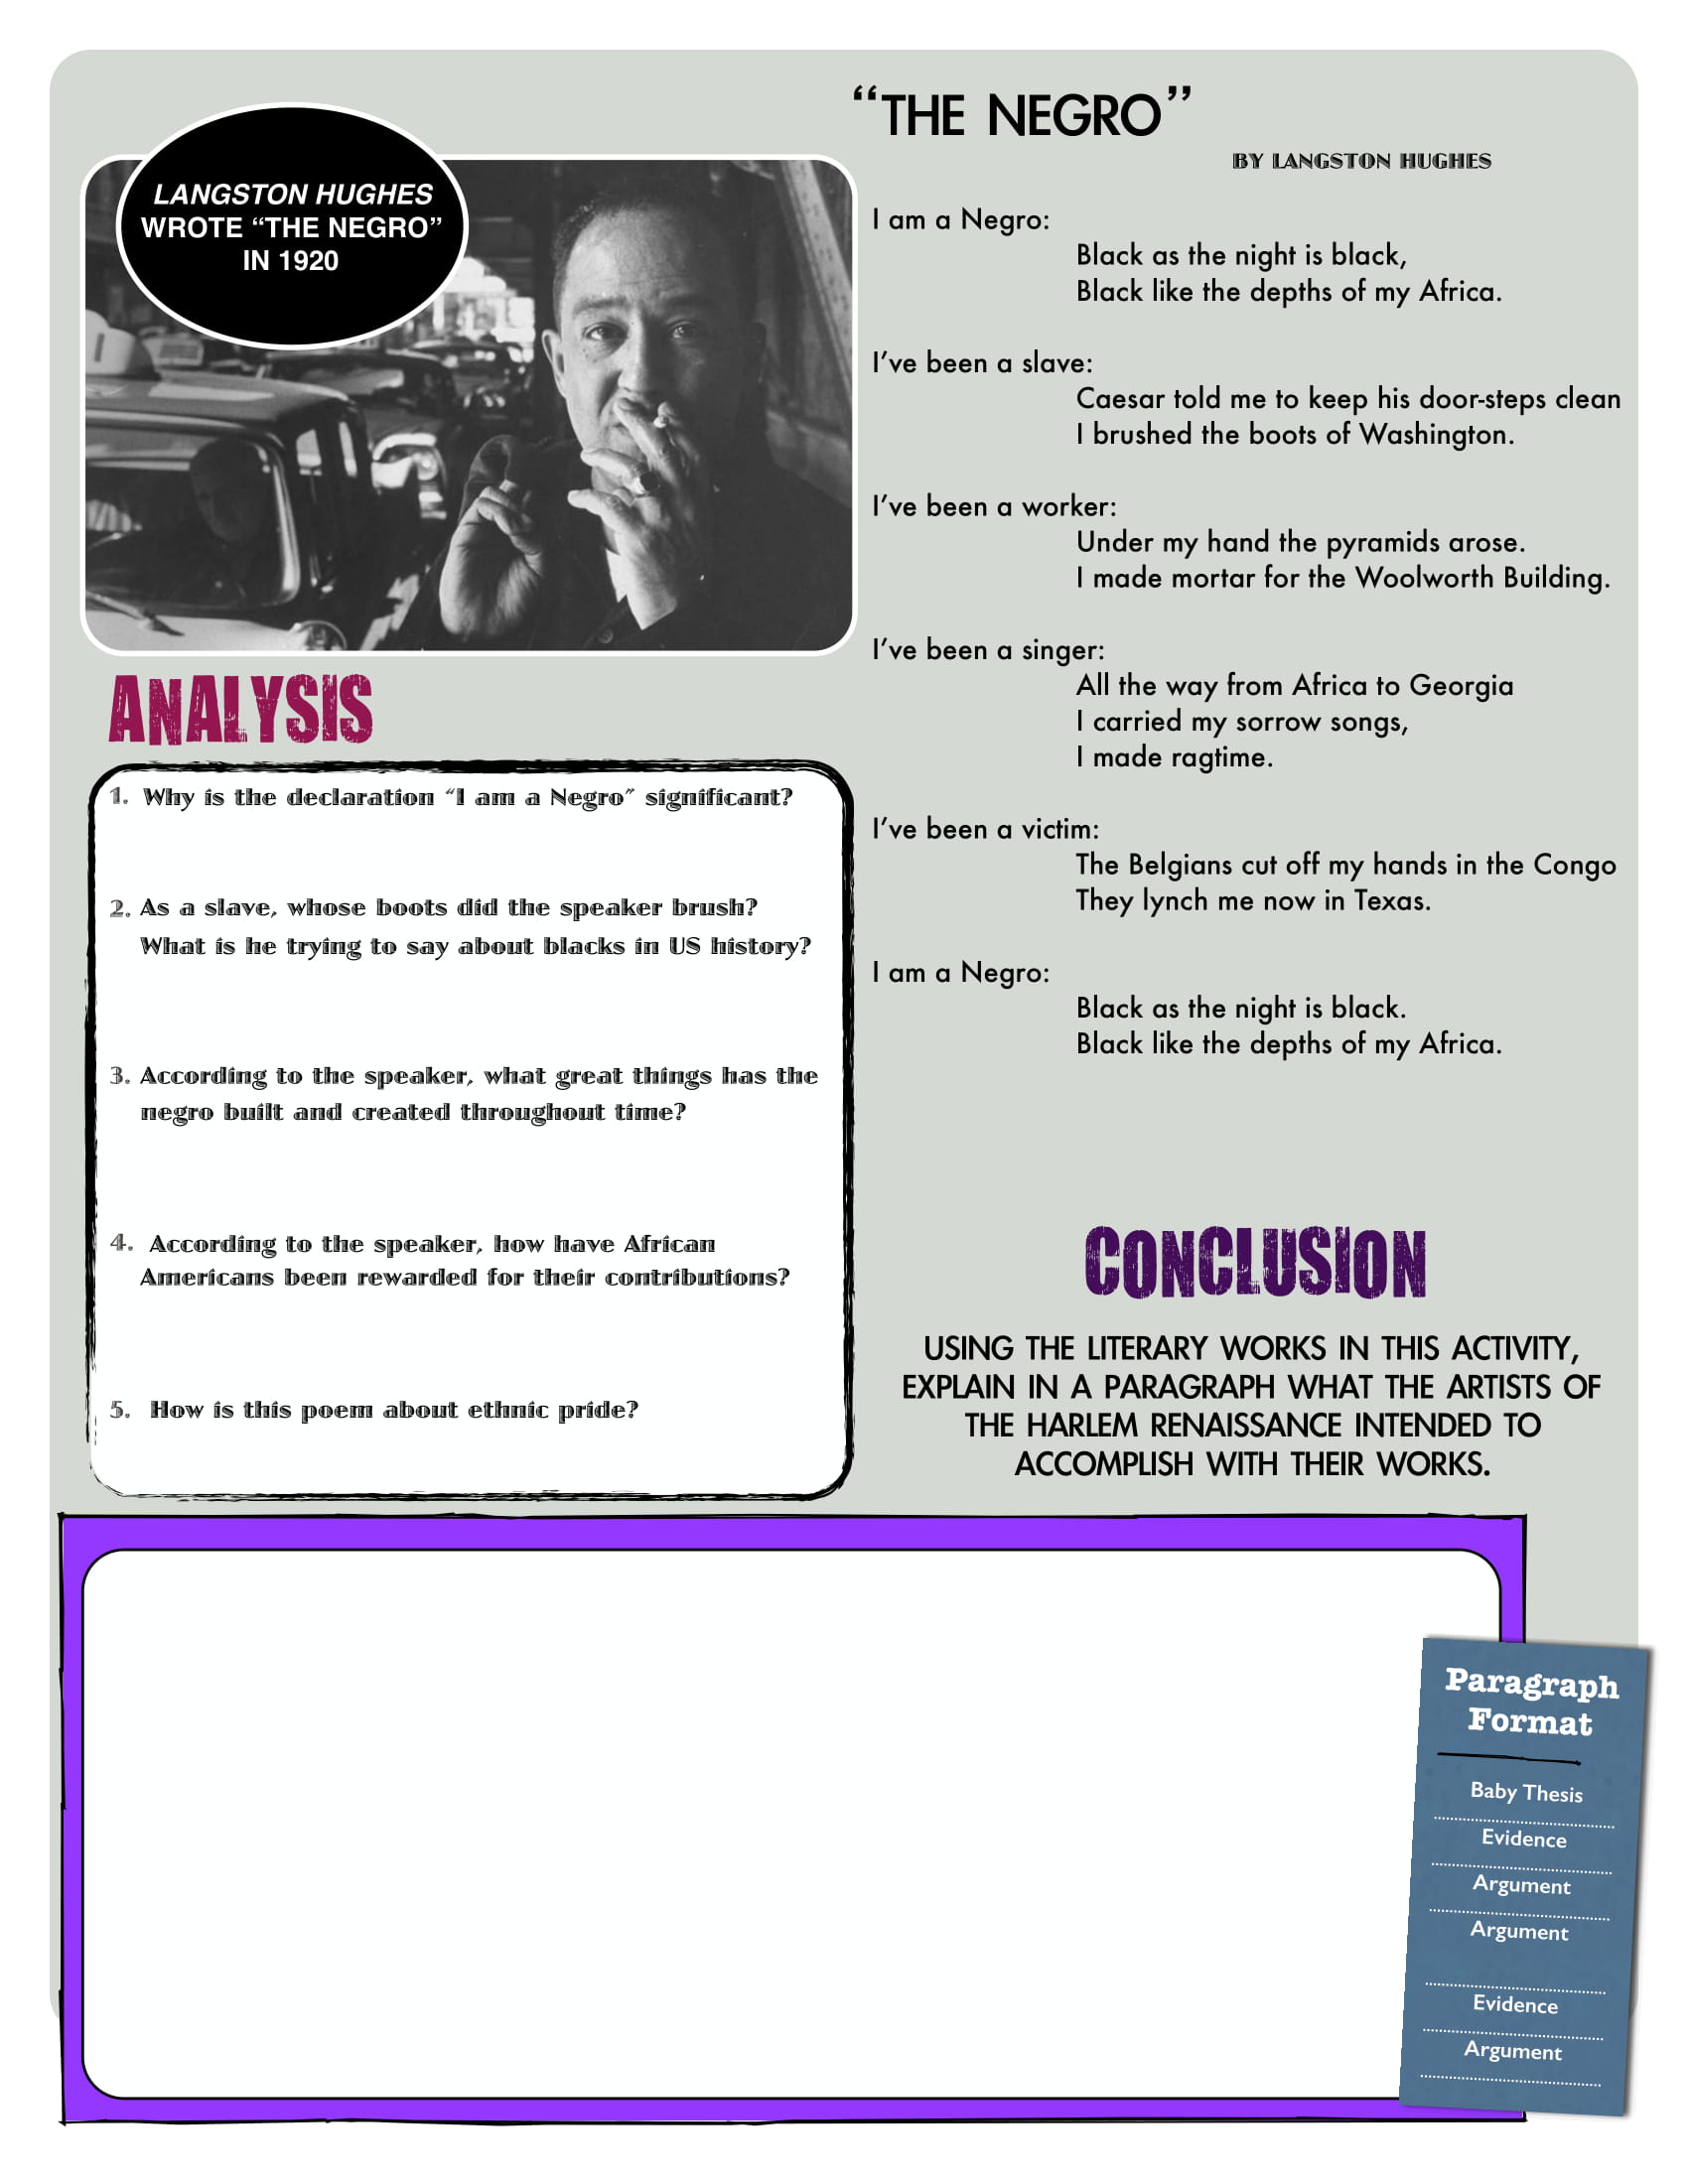 LANGSTON HUGHES
WROTE “THE NEGRO”
IN 1920
“THE NEGRO”
BY LANGSTON HUGHES
I am a Negro:
Black as the night is black,
Black like the depths of my Africa.
I’ve been a slave:
Caesar told me to keep his door-steps clean
I brushed the boots of Washington.
I’ve been a worker:
Under my hand the pyramids arose.
I made mortar for the Woolworth Building.
I’ve been a singer:
All the way from Africa to Georgia
I carried my sorrow songs,
I made ragtime.
I’ve been a victim:
The Belgians cut off my hands in the Congo
They lynch me now in Texas.
I am a Negro:
Black as the night is black.
Black like the depths of my Africa.
ANALYSIS
1. Why is the declaration “I am a Negro” significant?
2. As a slave, whose boots did the speaker brush?
What is he trying to say about blacks in US history?
3. According to the speaker, what great things has the
negro built and created throughout time?
4. According to the speaker, how have African
Americans been rewarded for their contributions?
5. How is this poem about ethnic pride?
CONCLUSION
USING THE LITERARY WORKS IN THIS ACTIVITY,
EXPLAIN IN A PARAGRAPH WHAT THE ARTISTS OF
THE HARLEM RENAISSANCE INTENDED TO
ACCOMPLISH WITH THEIR WORKS.
Paragraph
Format
Baby Thesis
Evidence
Argument
Argument
Evidence
Argument